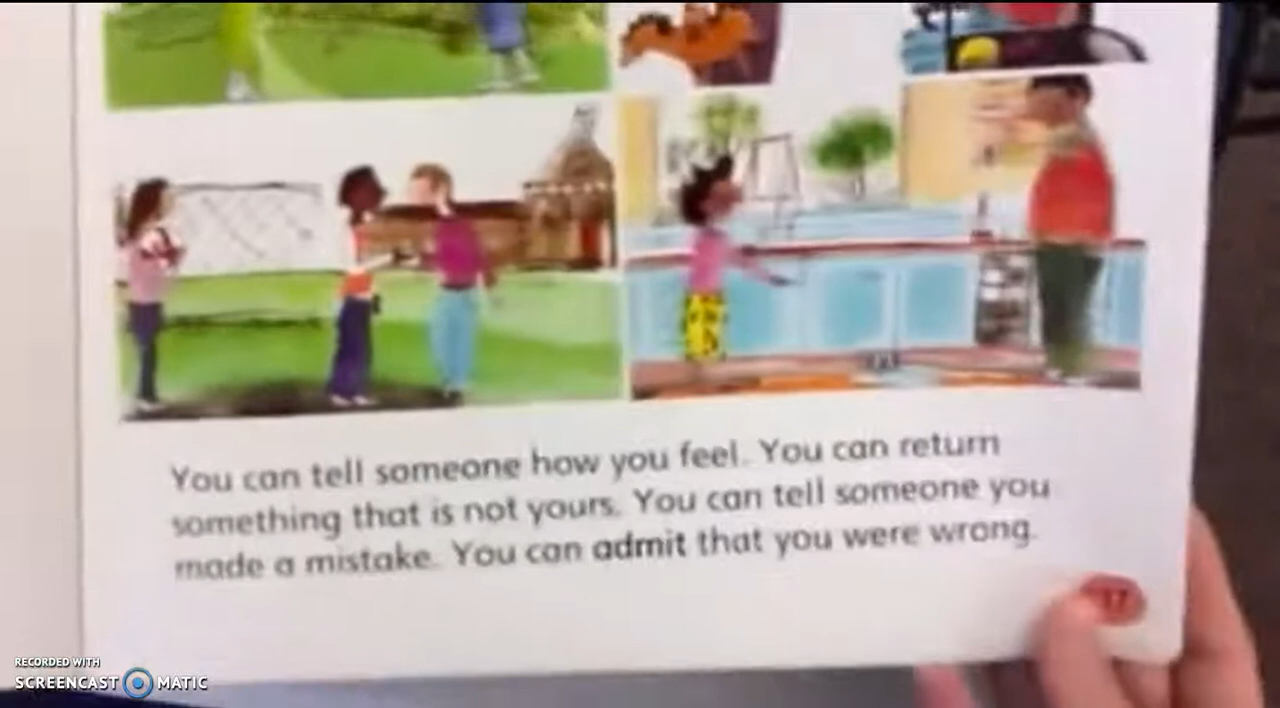 You can tell someone how you feel. You can return
something that is not yours. You can tell someone you
made a mistake. You can admit that you were wrong.
17
RECORDED WITH
SCREENCAST MATIC